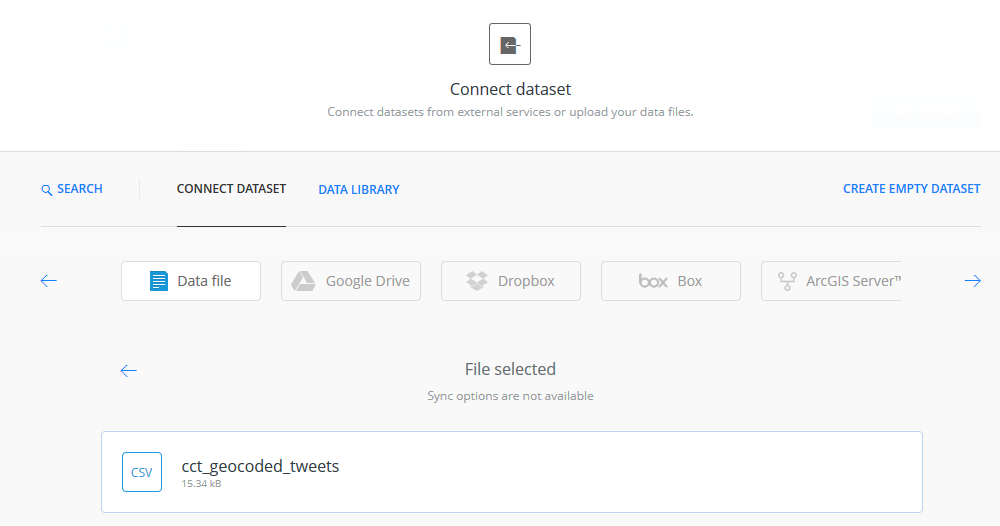 Connect dataset
Connect datasets from external services or upload your data files.
SEARCH CONNECT DATASET DATA LIBRARY CREATE EMPTY DATASET
Data file Google Drive Dropbox box Box ArcGIS Server™
File selected
Sync options are not available
CSV cct_geocoded_tweets
15.34 kB